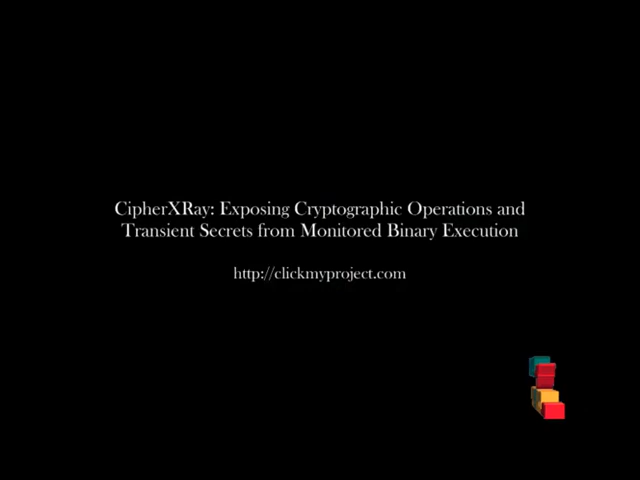 CipherXRay: Exposing Cryptographic Operations and
Transient Secrets from Monitored Binary Execution
http://clickmyproject.com